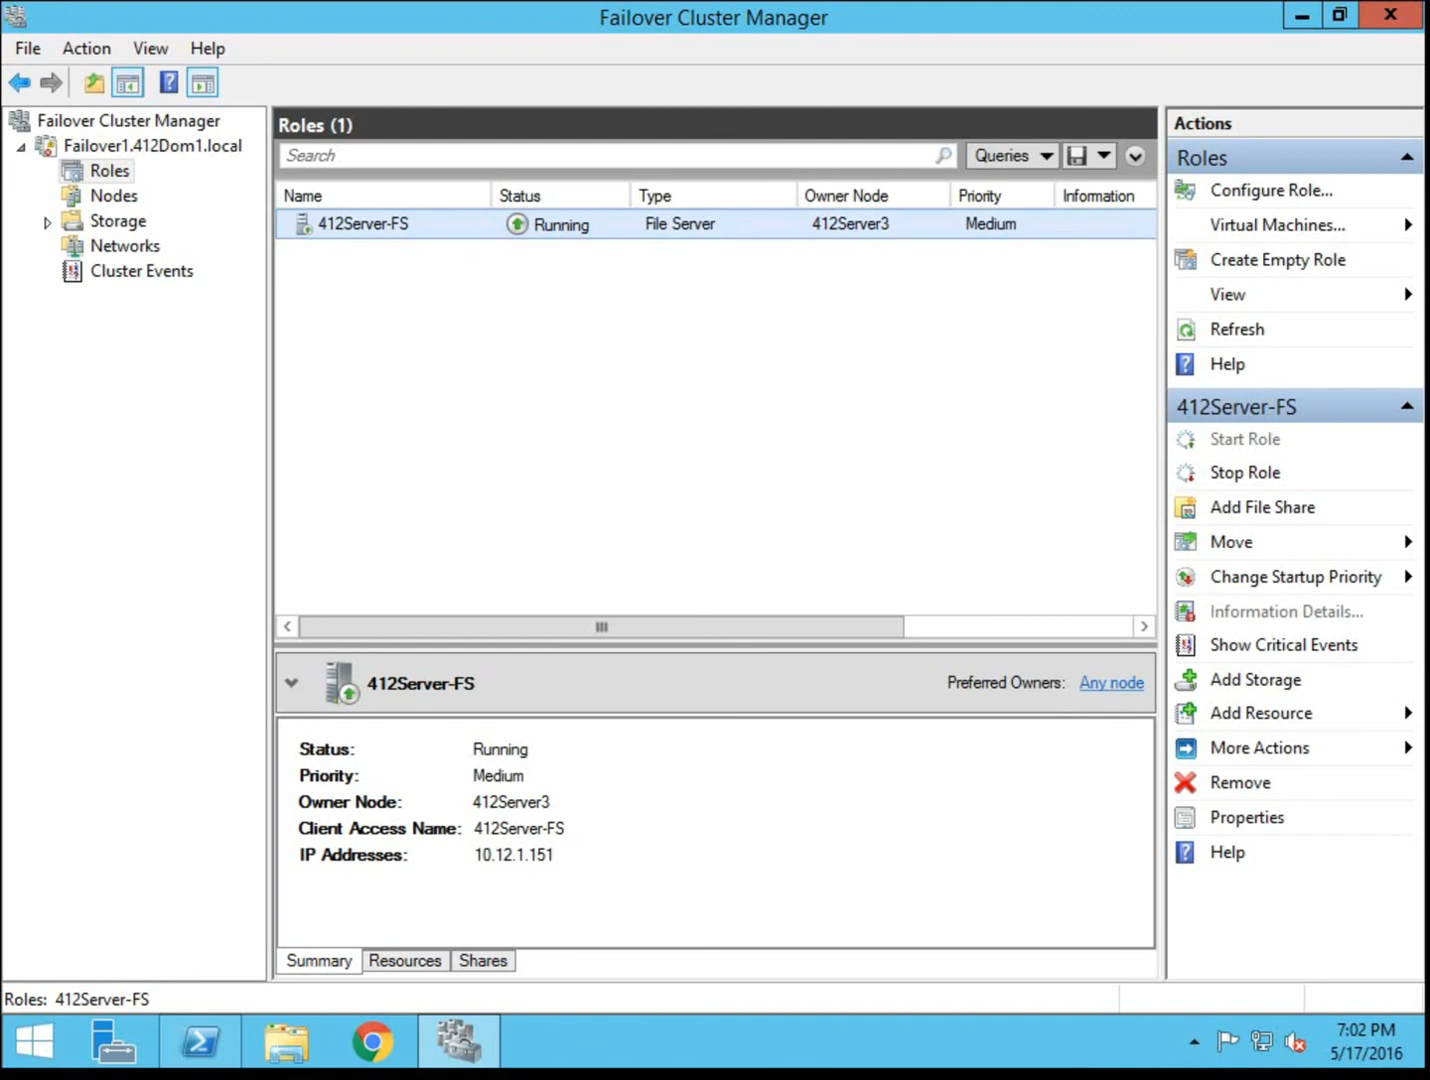 Failover Cluster Manager
File Action View Help
Failover Cluster Manager
Failover1.412Dom1.local
Roles
Nodes
Storage
Networks
Cluster Events
Roles (1)
Search
Queries
Name Status Type Owner Node Priority Information
412Server-FS Running File Server 412Server3 Medium
412Server-FS
Preferred Owners: Any node
Status: Running
Priority: Medium
Owner Node: 412Server3
Client Access Name: 412Server-FS
IP Addresses: 10.12.1.151
Summary Resources Shares
Actions
Roles
Configure Role...
Virtual Machines...
Create Empty Role
View
Refresh
Help
412Server-FS
Start Role
Stop Role
Add File Share
Move
Change Startup Priority
Information Details...
Show Critical Events
Add Storage
Add Resource
More Actions
Remove
Properties
Help
Roles: 412Server-FS
7:02 PM
5/17/2016